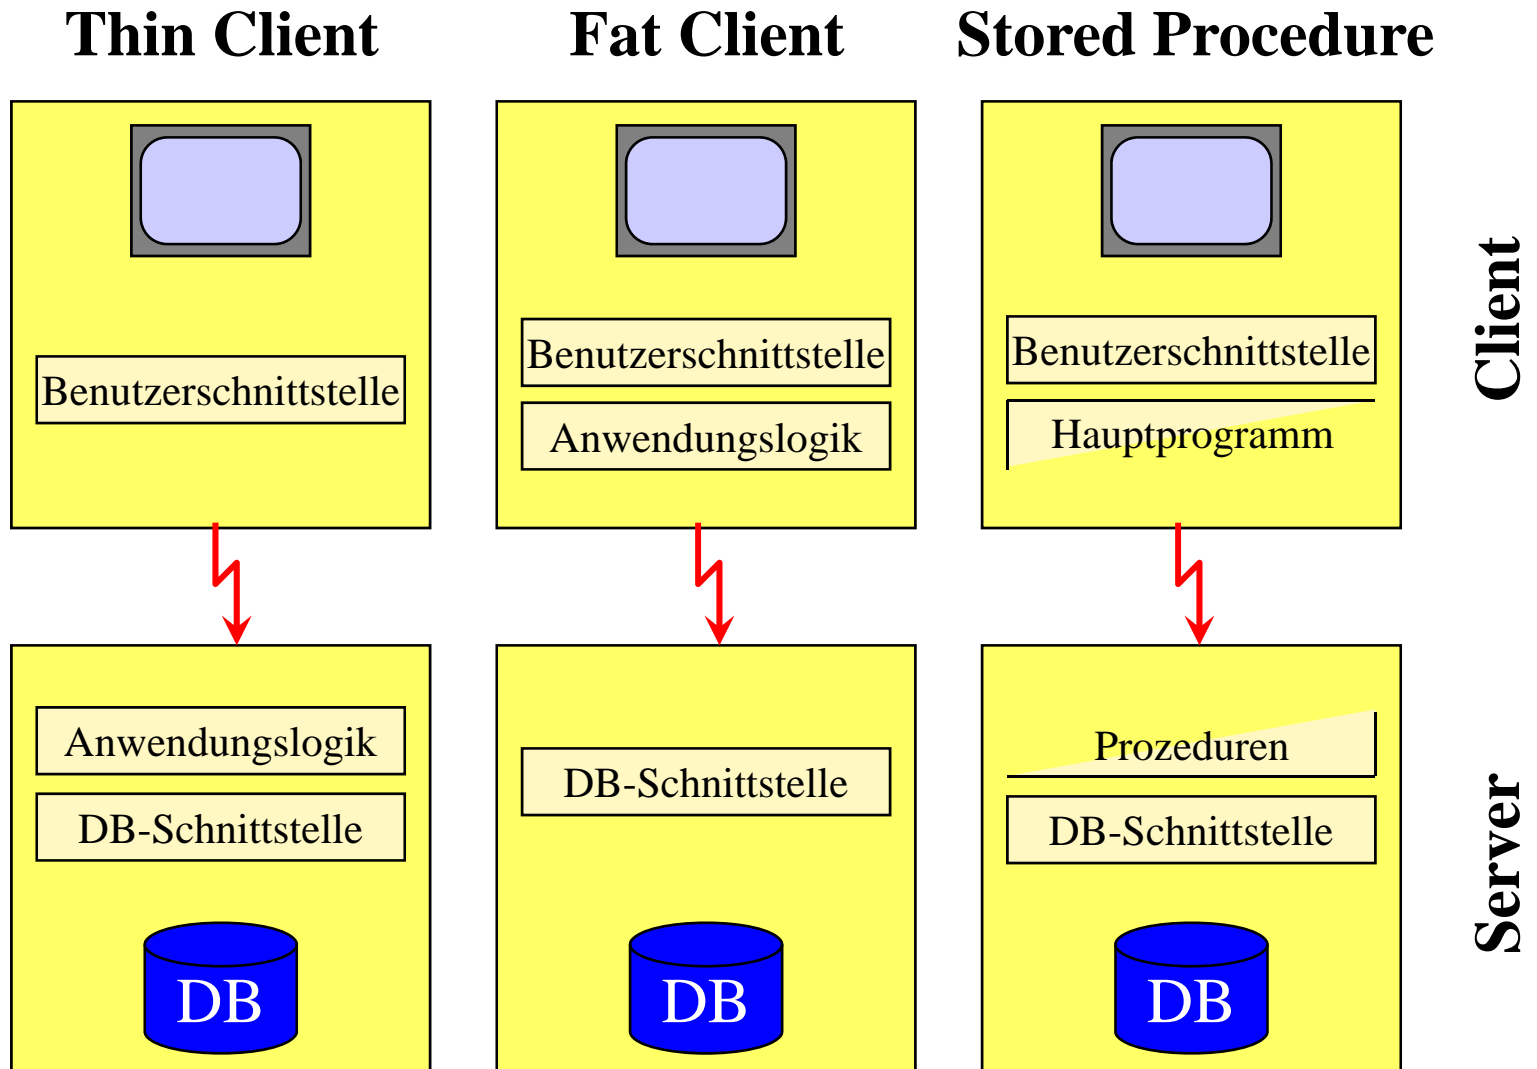 Thin Client
Fat Client
Stored Procedure
Benutzerschnittstelle
Benutzerschnittstelle
Anwendungslogik
Benutzerschnittstelle
Hauptprogramm
Client
Anwendungslogik
DB-Schnittstelle
DB
DB-Schnittstelle
DB
Prozeduren
DB-Schnittstelle
DB
Server